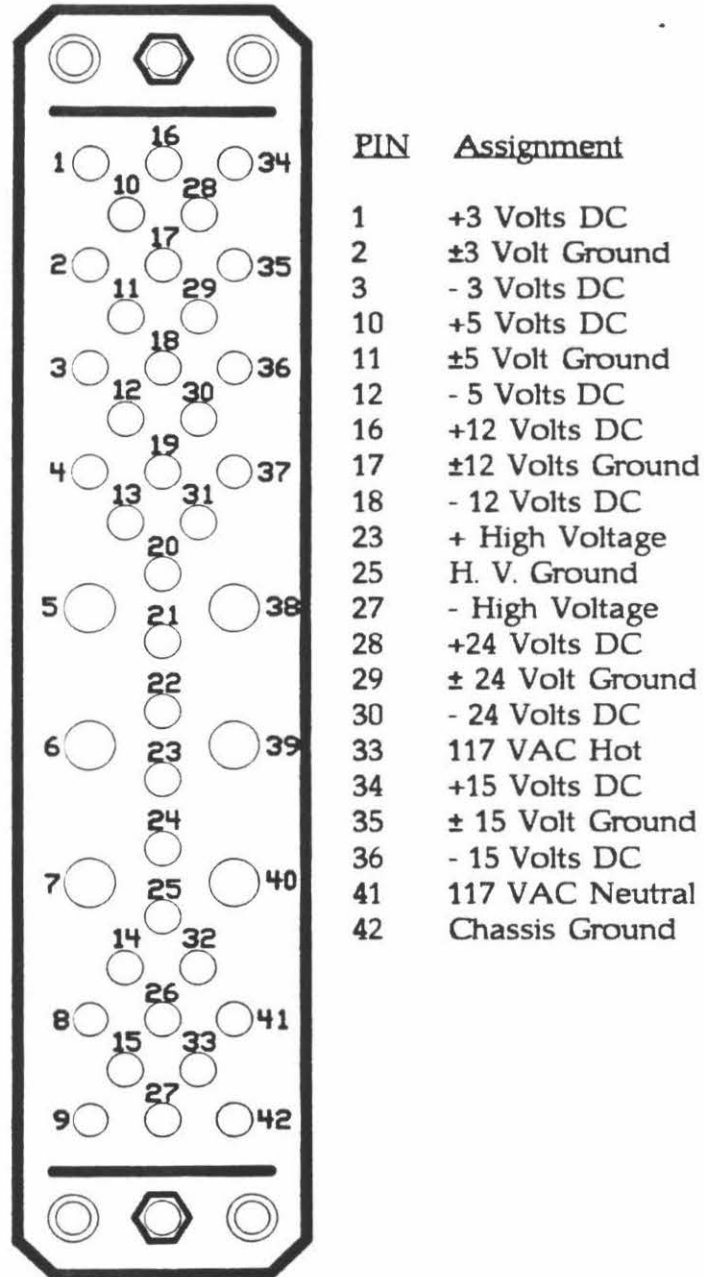 16
1 34
10 28
17
2 35
11 29
18
3 36
12 30
19
4 37
13 31
20
5 38
21
22
6 39
23
24
7 40
25
14 32
26
8 41
15 33
27
9 42
PIN Assignment
1 +3 Volts DC
2 ±3 Volt Ground
3 - 3 Volts DC
10 +5 Volts DC
11 ±5 Volt Ground
12 - 5 Volts DC
16 +12 Volts DC
17 ±12 Volts Ground
18 - 12 Volts DC
23 + High Voltage
25 H. V. Ground
27 - High Voltage
28 +24 Volts DC
29 ± 24 Volt Ground
30 - 24 Volts DC
33 117 VAC Hot
34 +15 Volts DC
35 ± 15 Volt Ground
36 - 15 Volts DC
41 117 VAC Neutral
42 Chassis Ground